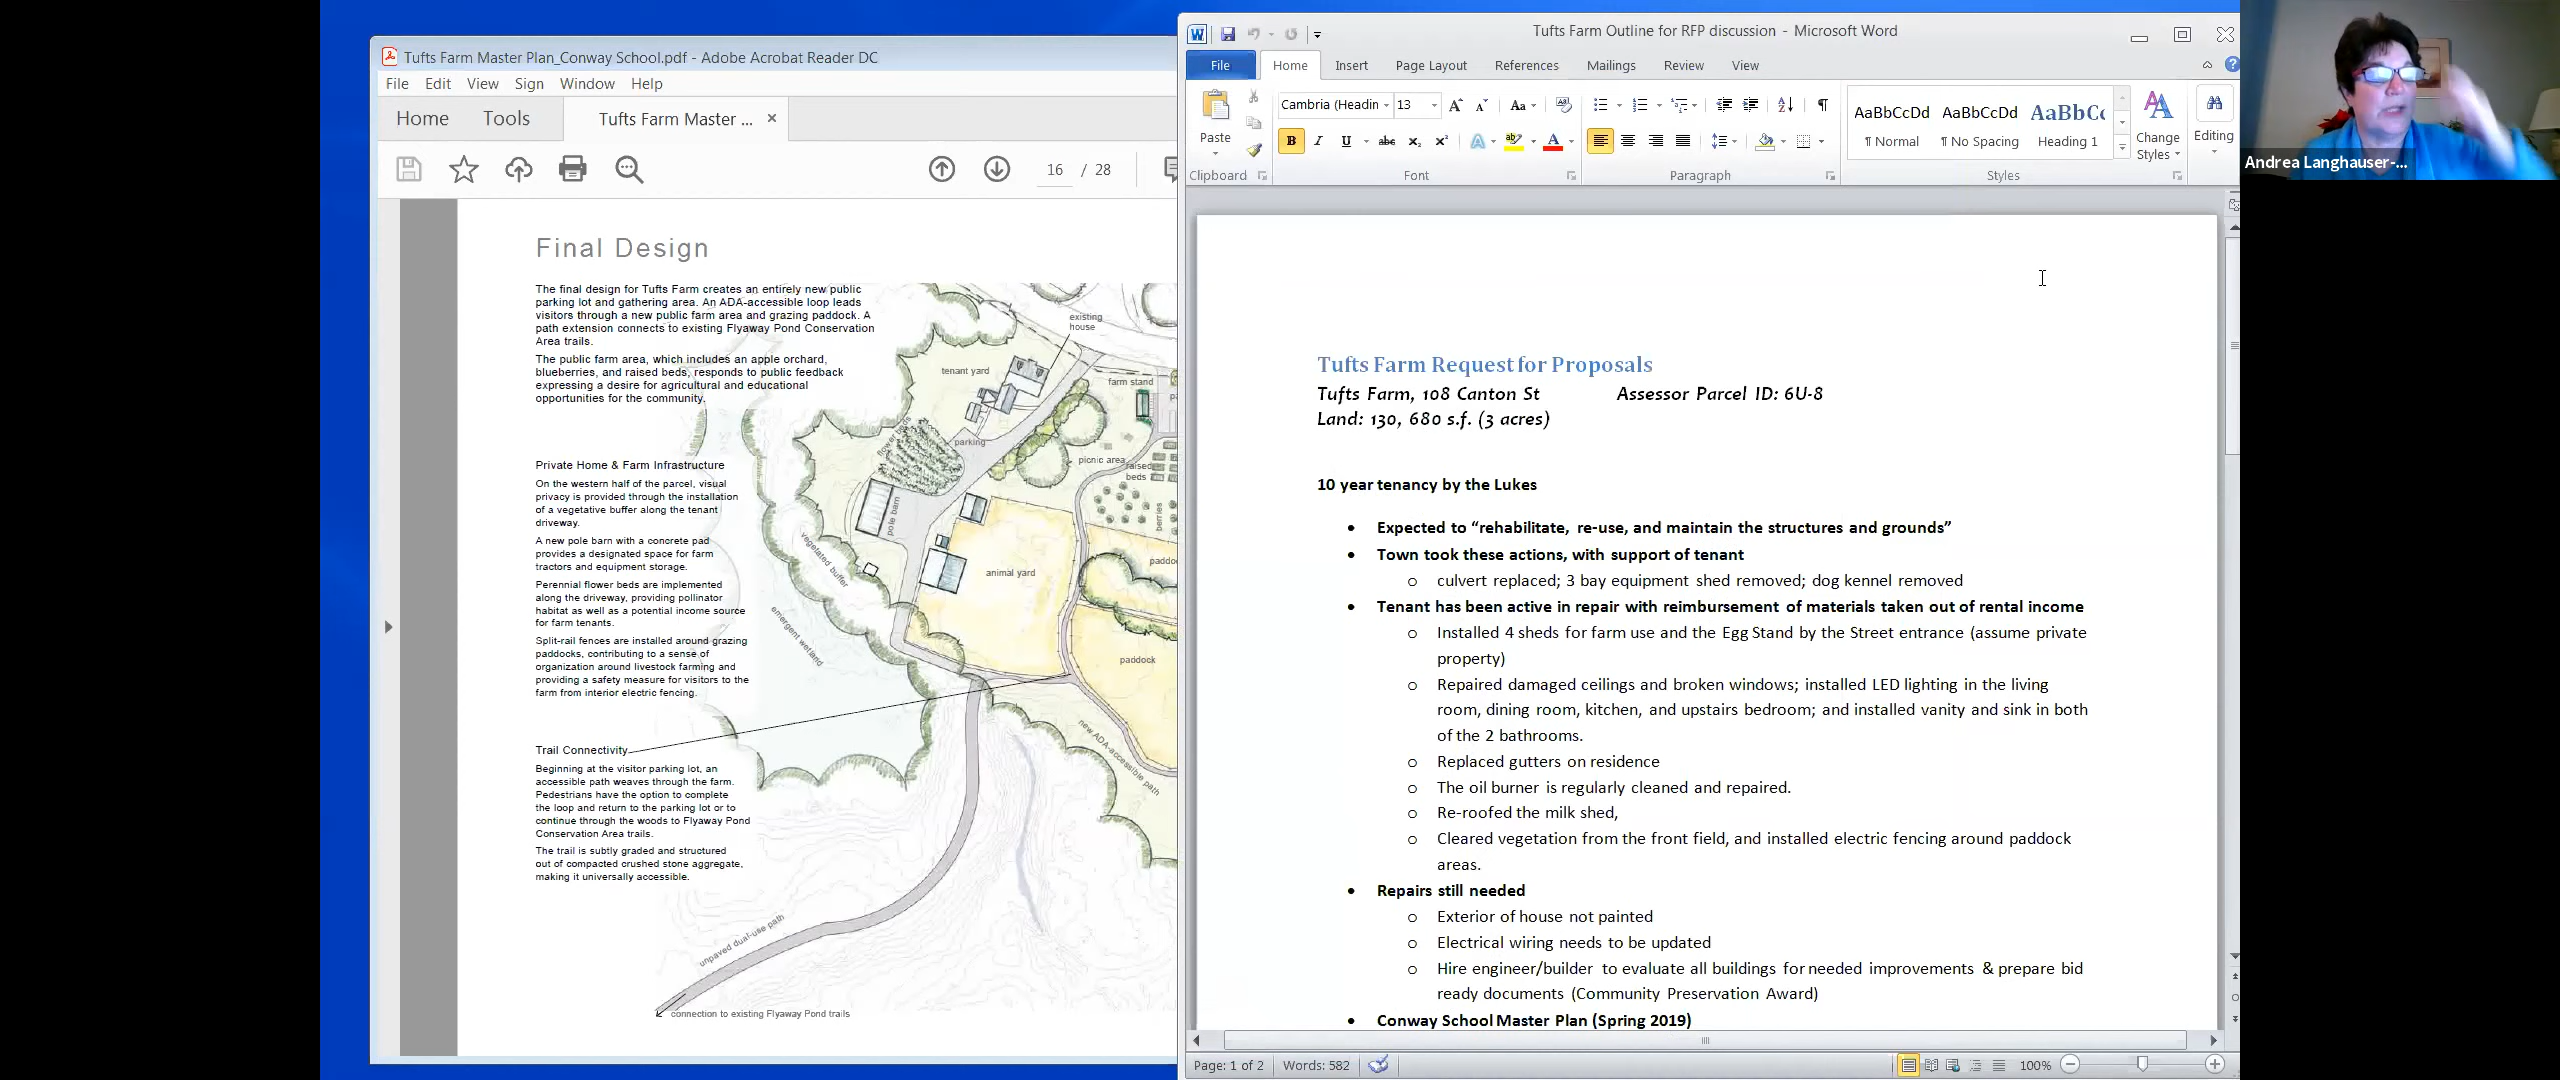 Tufts Farm Master Plan_Conway School.pdf - Adobe Acrobat Reader DC
File Edit View Sign Window Help
Home Tools Tufts Farm Master ... ×
16 / 28
Final Design
The final design for Tufts Farm creates an entirely new public
parking lot and gathering area. An ADA-accessible loop leads
visitors through a new public farm area and grazing paddock. A
path extension connects to existing Flyaway Pond Conservation
Area trails.
The public farm area, which includes an apple orchard,
blueberries, and raised beds, responds to public feedback
expressing a desire for agricultural and educational
opportunities for the community.
Private Home & Farm Infrastructure
On the western half of the parcel, visual
privacy is provided through the installation
of a vegetative buffer along the tenant
driveway.
A new pole barn with a concrete pad
provides a designated space for farm
tractors and equipment storage.
Perennial flower beds are implemented
along the driveway, providing pollinator
habitat as well as a potential income source
for farm tenants.
Split-rail fences are installed around grazing
paddocks, contributing to a sense of
organization around livestock farming and
providing a safety measure for visitors to the
farm from interior electric fencing.
Trail Connectivity
Beginning at the visitor parking lot, an
accessible path weaves through the farm.
Pedestrians have the option to complete
the loop and return to the parking lot or to
continue through the woods to Flyaway Pond
Conservation Area trails.
The trail is subtly graded and structured
out of compacted crushed stone aggregate,
making it universally accessible.
existing
house
tenant yard
farm stand
flower beds
parking
picnic area
raised
beds
pole barn
berries
vegetated buffer
animal yard
paddo
emergent wetland
paddock
new ADA-accessible path
unpaved dual-use path
connection to existing Flyaway Pond trails
Tufts Farm Outline for RFP discussion - Microsoft Word
File Home Insert Page Layout References Mailings Review View
Cambria (Headin 13
Paste
AaBbCcDd AaBbCcDd AaBbCc
¶ Normal ¶ No Spacing Heading 1
Change
Styles
Editing
Clipboard Font Paragraph Styles
Tufts Farm Request for Proposals
Tufts Farm, 108 Canton St Assessor Parcel ID: 6U-8
Land: 130, 680 s.f. (3 acres)
10 year tenancy by the Lukes
• Expected to “rehabilitate, re-use, and maintain the structures and grounds”
• Town took these actions, with support of tenant
o culvert replaced; 3 bay equipment shed removed; dog kennel removed
• Tenant has been active in repair with reimbursement of materials taken out of rental income
o Installed 4 sheds for farm use and the Egg Stand by the Street entrance (assume private
property)
o Repaired damaged ceilings and broken windows; installed LED lighting in the living
room, dining room, kitchen, and upstairs bedroom; and installed vanity and sink in both
of the 2 bathrooms.
o Replaced gutters on residence
o The oil burner is regularly cleaned and repaired.
o Re-roofed the milk shed,
o Cleared vegetation from the front field, and installed electric fencing around paddock
areas.
• Repairs still needed
o Exterior of house not painted
o Electrical wiring needs to be updated
o Hire engineer/builder to evaluate all buildings for needed improvements & prepare bid
ready documents (Community Preservation Award)
• Conway School Master Plan (Spring 2019)
Page: 1 of 2 Words: 582 100%
Andrea Langhauser-...